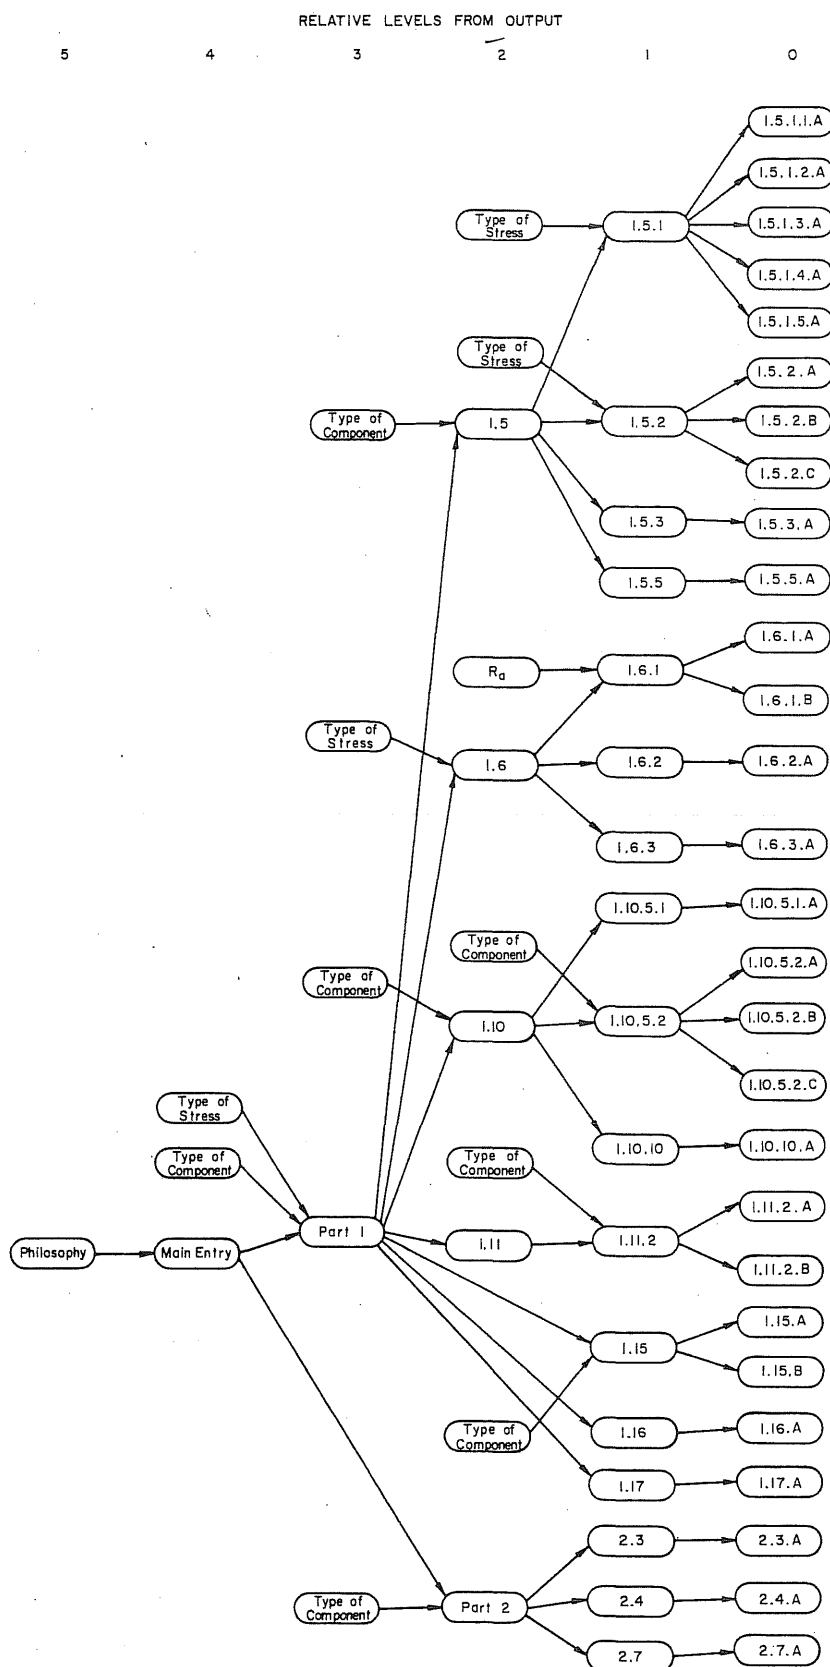 RELATIVE LEVELS FROM OUTPUT
5 4 3 2 1 0
1.5.1.1.A
1.5.1.2.A
Type of
Stress
1.5.1
1.5.1.3.A
1.5.1.4.A
1.5.1.5.A
Type of
Stress
1.5.2.A
Type of
Component
1.5
1.5.2
1.5.2.B
1.5.2.C
1.5.3
1.5.3.A
1.5.5
1.5.5.A
1.6.1.A
Ra
1.6.1
1.6.1.B
Type of
Stress
1.6
1.6.2
1.6.2.A
1.6.3
1.6.3.A
1.10.5.1
1.10.5.1.A
Type of
Component
1.10.5.2.A
Type of
Component
1.10
1.10.5.2
1.10.5.2.B
1.10.5.2.C
Type of
Stress
1.10.10
1.10.10.A
Type of
Component
Type of
Component
1.11.2.A
Part 1
1.11
1.11.2
Philosophy
Main Entry
1.11.2.B
1.15.A
1.15
1.15.B
Type of
Component
1.16
1.16.A
1.17
1.17.A
2.3
2.3.A
Type of
Component
Part 2
2.4
2.4.A
2.7
2.7.A